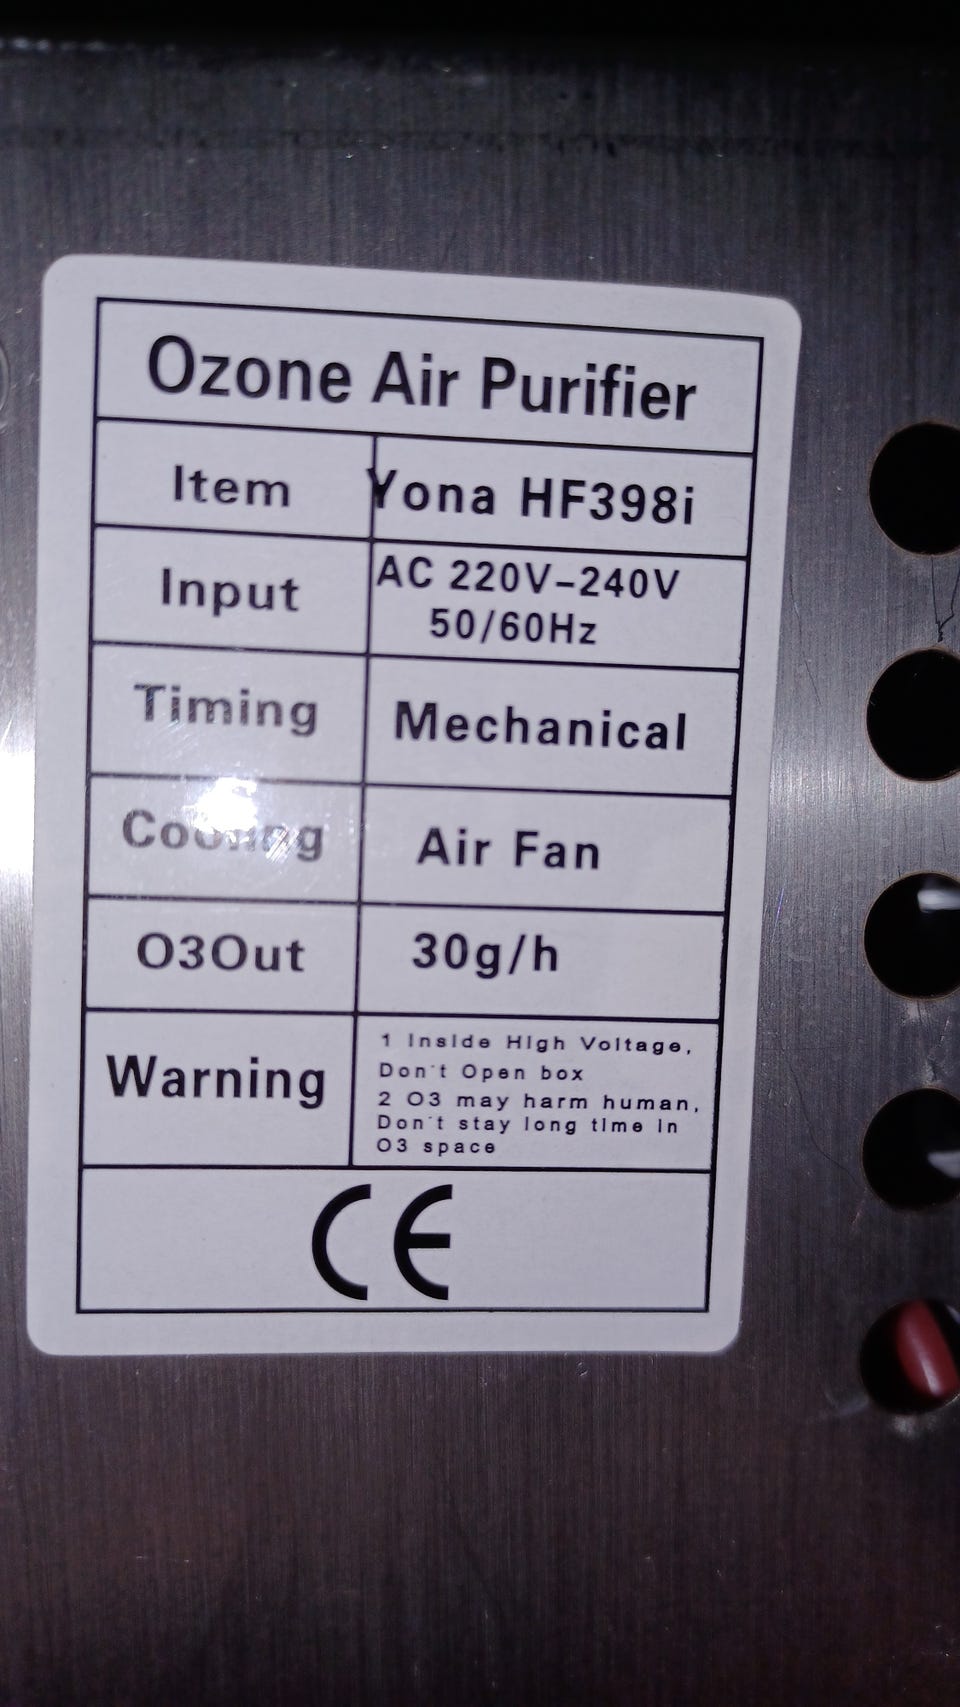 Ozone Air Purifier
Item Yona HF398i
Input AC 220V-240V
50/60Hz
Timing Mechanical
Cooling Air Fan
O3Out 30g/h
Warning
1 Inside High Voltage,
Don't Open box
2 O3 may harm human,
Don't stay long time in
O3 space
CE